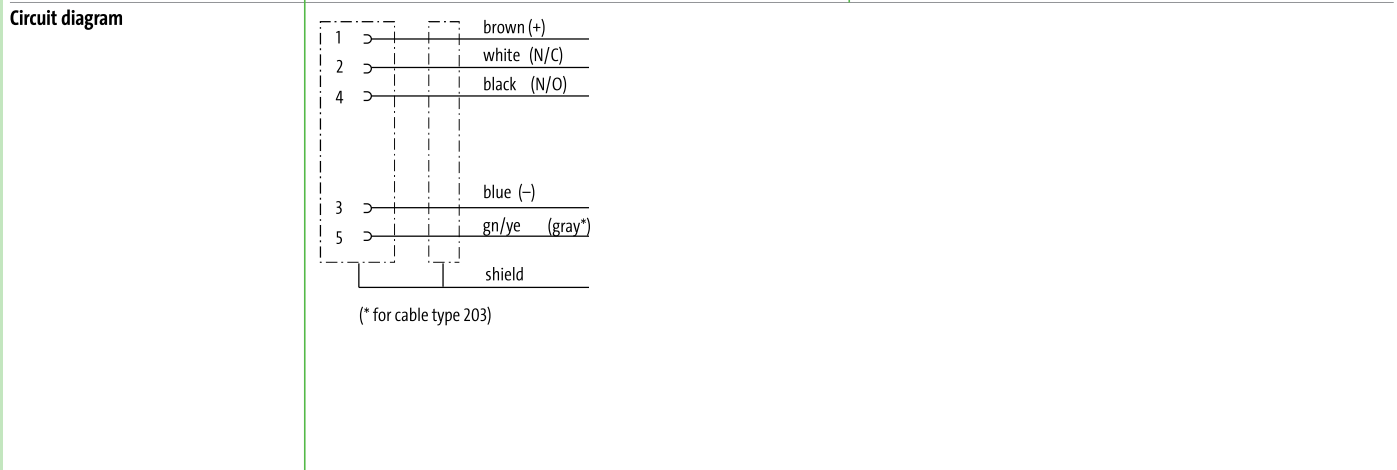 Circuit diagram
1 brown (+)
2 white (N/C)
4 black (N/O)
3 blue (–)
5 gn/ye (gray*)
shield
(* for cable type 203)